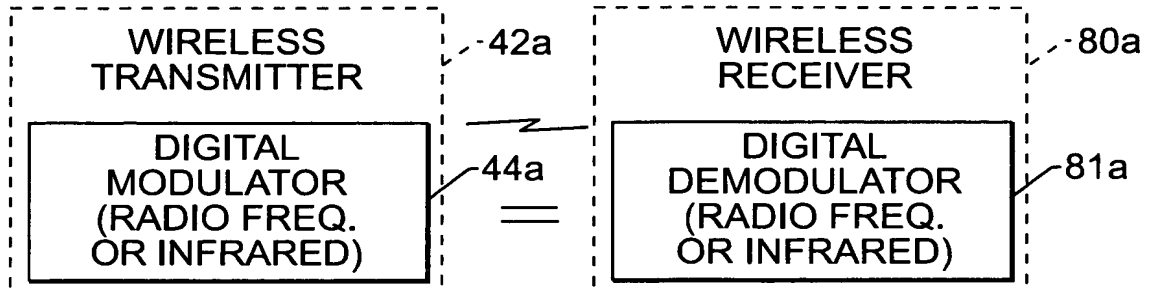 WIRELESS
TRANSMITTER
42a
DIGITAL
MODULATOR
(RADIO FREQ.
OR INFRARED)
44a
WIRELESS
RECEIVER
80a
DIGITAL
DEMODULATOR
(RADIO FREQ.
OR INFRARED)
81a